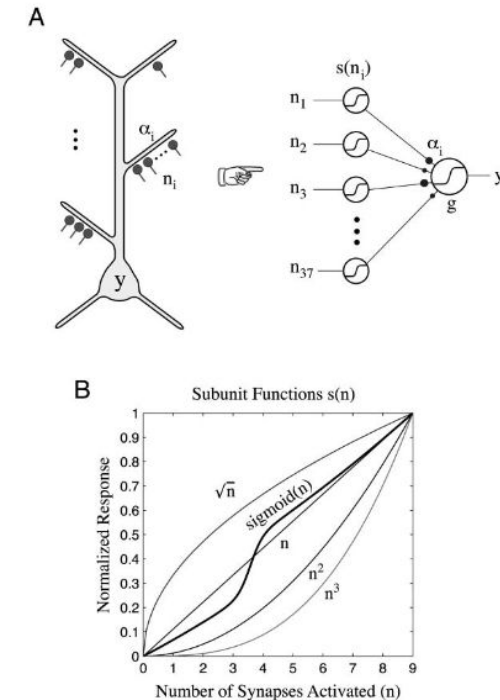 A
s(nᵢ)
n₁
αᵢ
αᵢ
n₂
nᵢ
y
n₃
g
y
n₃₇
B
Subunit Functions s(n)
1
0.9
0.8
0.7
0.6
0.5
0.4
0.3
0.2
0.1
0
Normalized Response
√n
sigmoid(n)
n
n²
n³
0 1 2 3 4 5 6 7 8 9
Number of Synapses Activated (n)